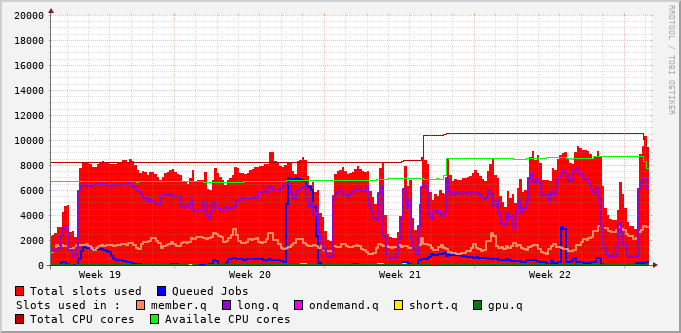 20000
18000
16000
14000
12000
10000
8000
6000
4000
2000
0
Week 19 Week 20 Week 21 Week 22
RRDTOOL / TOBI OETIKER
Total slots used Queued Jobs
Slots used in : member.q long.q ondemand.q short.q gpu.q
Total CPU cores Availale CPU cores